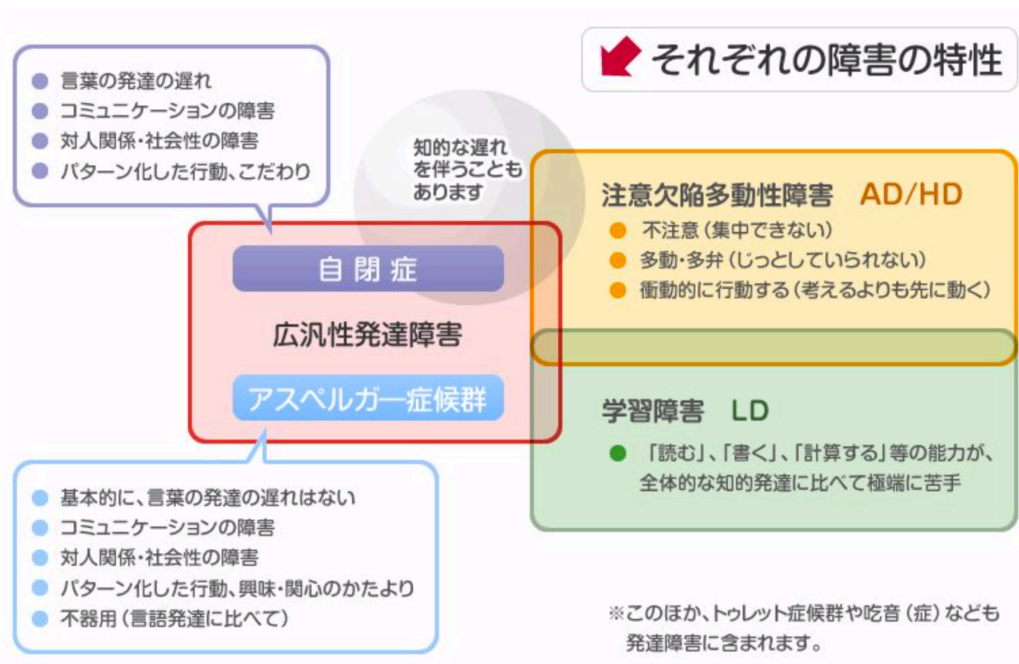 それぞれの障害の特性
● 言葉の発達の遅れ
● コミュニケーションの障害
● 対人関係・社会性の障害
● パターン化した行動、こだわり
知的な遅れ
を伴うことも
あります
自閉症
広汎性発達障害
アスペルガー症候群
● 基本的に、言葉の発達の遅れはない
● コミュニケーションの障害
● 対人関係・社会性の障害
● パターン化した行動、興味・関心のかたより
● 不器用（言語発達に比べて）
注意欠陥多動性障害 AD/HD
● 不注意（集中できない）
● 多動・多弁（じっとしていられない）
● 衝動的に行動する（考えるよりも先に動く）
学習障害 LD
● 「読む」、「書く」、「計算する」等の能力が、
全体的な知的発達に比べて極端に苦手
※このほか、トゥレット症候群や吃音（症）なども
発達障害に含まれます。